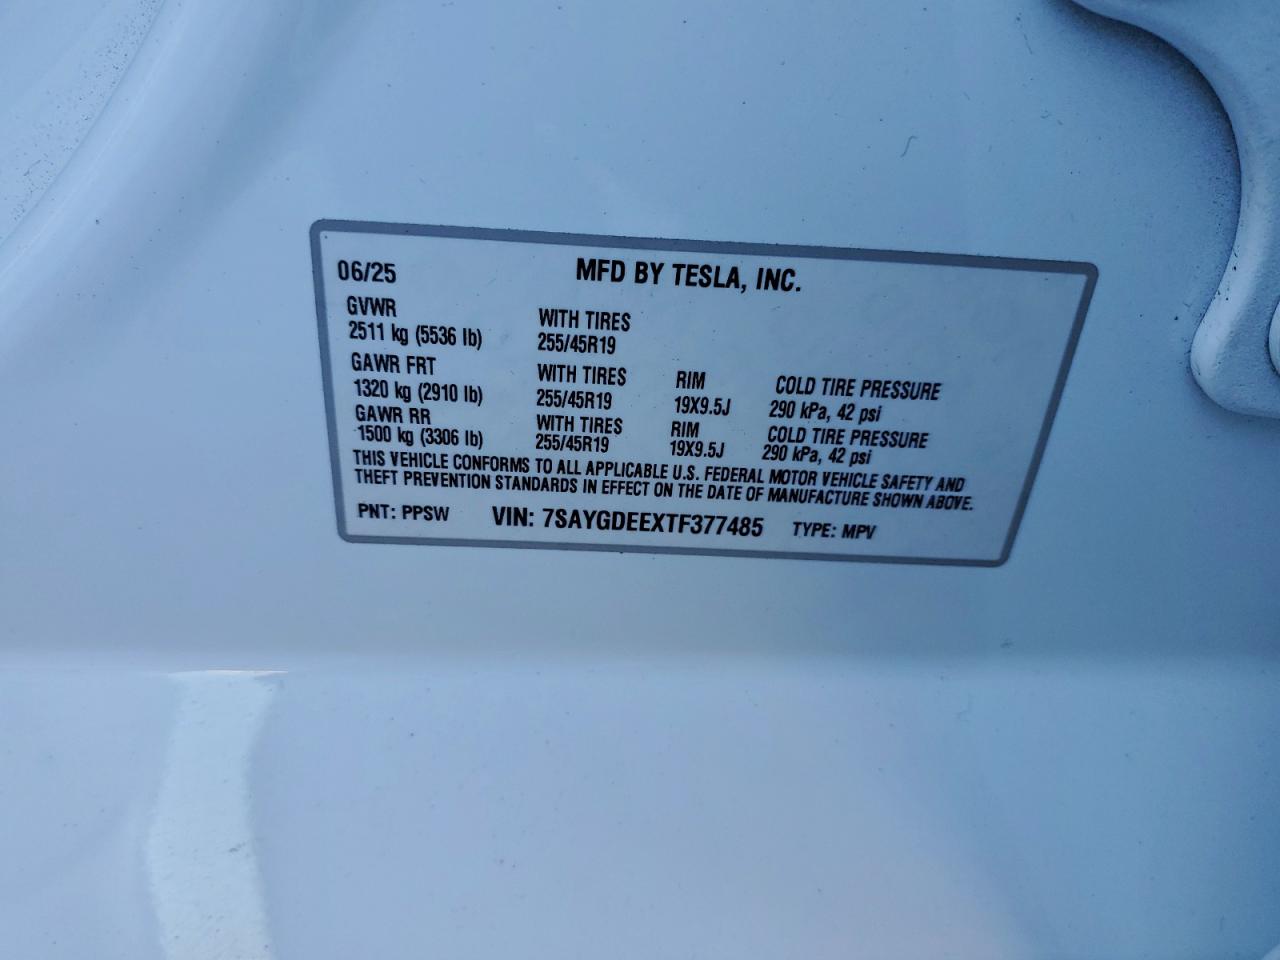 06/25 MFD BY TESLA, INC.
GVWR
2511 kg (5536 lb) WITH TIRES 255/45R19
GAWR FRT WITH TIRES RIM COLD TIRE PRESSURE
1320 kg (2910 lb) 255/45R19 19X9.5J 290 kPa, 42 psi
GAWR RR WITH TIRES RIM COLD TIRE PRESSURE
1500 kg (3306 lb) 255/45R19 19X9.5J 290 kPa, 42 psi
THIS VEHICLE CONFORMS TO ALL APPLICABLE U.S. FEDERAL MOTOR VEHICLE SAFETY AND
THEFT PREVENTION STANDARDS IN EFFECT ON THE DATE OF MANUFACTURE SHOWN ABOVE.
PNT: PPSW VIN: 7SAYGDEEXTF377485 TYPE: MPV